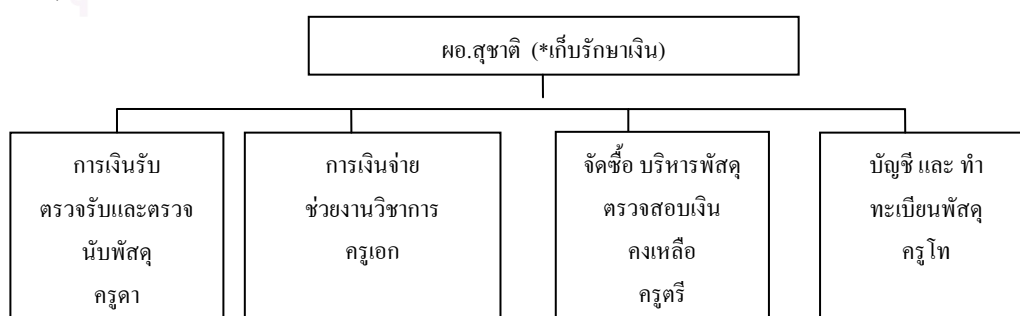 ผอ.สุชาติ (*เก็บรักษาเงิน)
การเงินรับ
ตรวจรับและตรวจ
นับพัสดุ
ครูดา
การเงินจ่าย
ช่วยงานวิชาการ
ครูเอก
จัดซื้อ บริหารพัสดุ
ตรวจสอบเงิน
คงเหลือ
ครูตรี
บัญชี และ ทำ
ทะเบียนพัสดุ
ครูโท